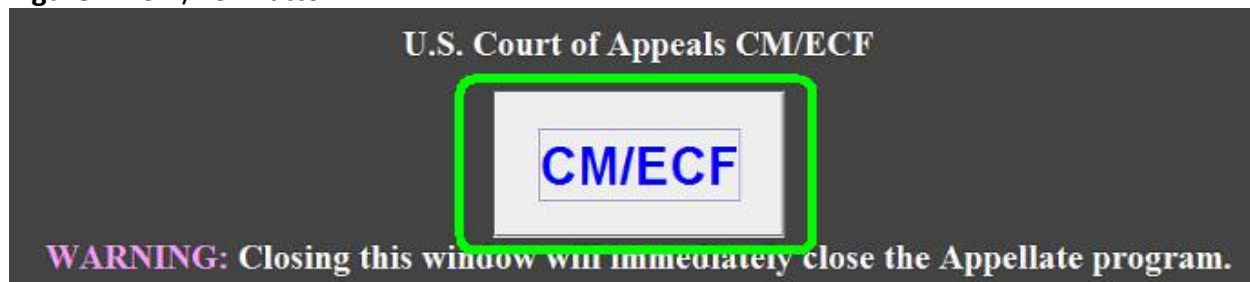 U.S. Court of Appeals CM/ECF
CM/ECF
WARNING: Closing this window will immediately close the Appellate program.